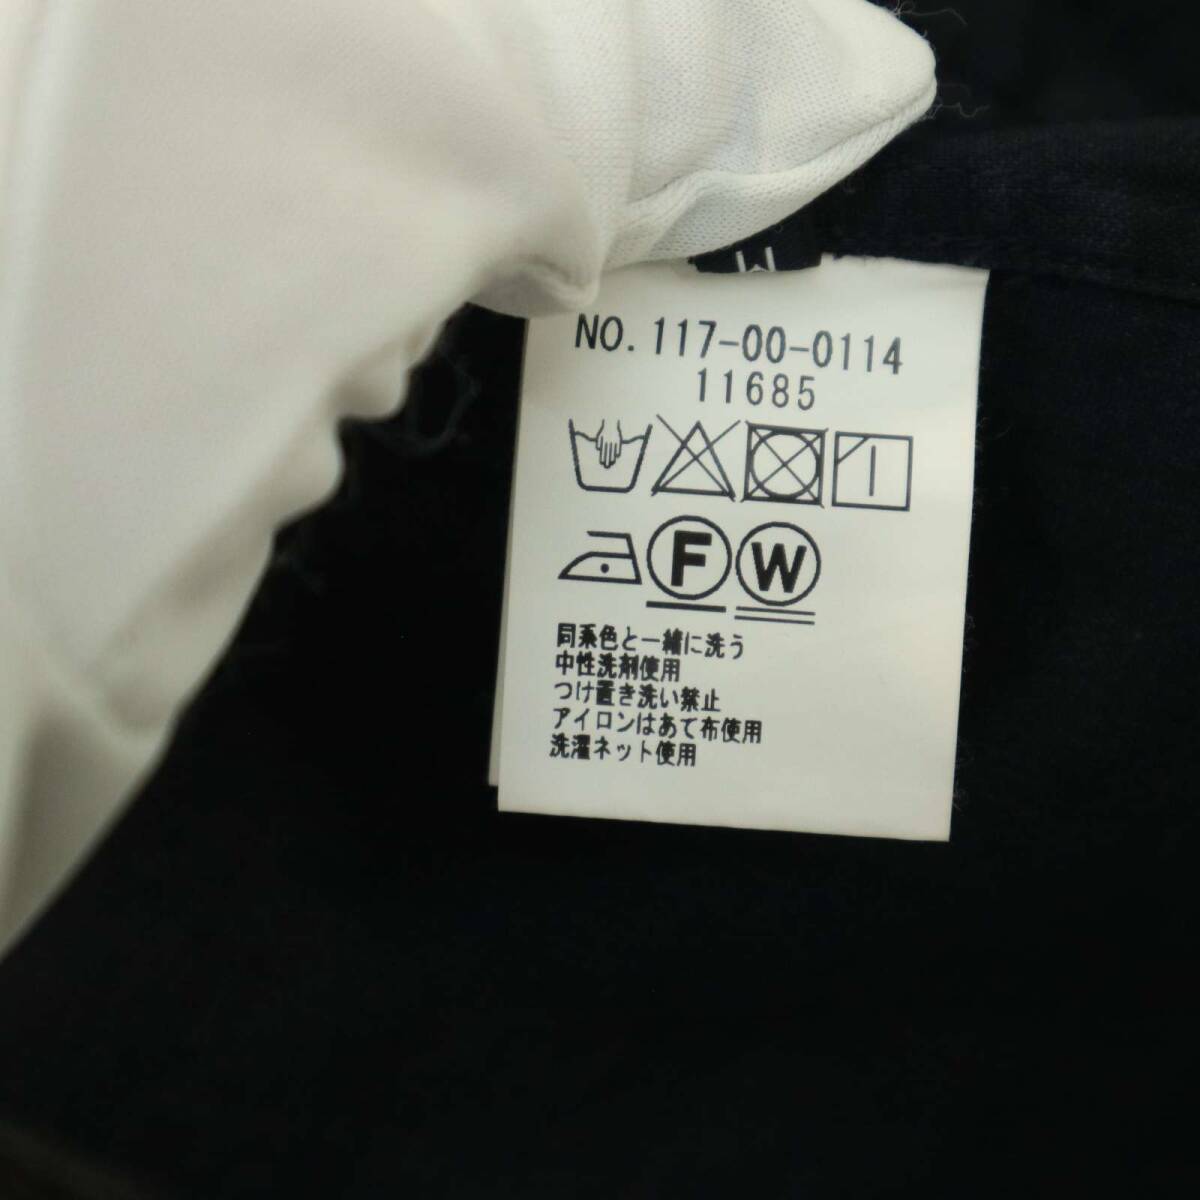 M
NO. 117-00-0114
11685
F W
同系色と一緒に洗う
中性洗剤使用
つけ置き洗い禁止
アイロンはあて布使用
洗濯ネット使用